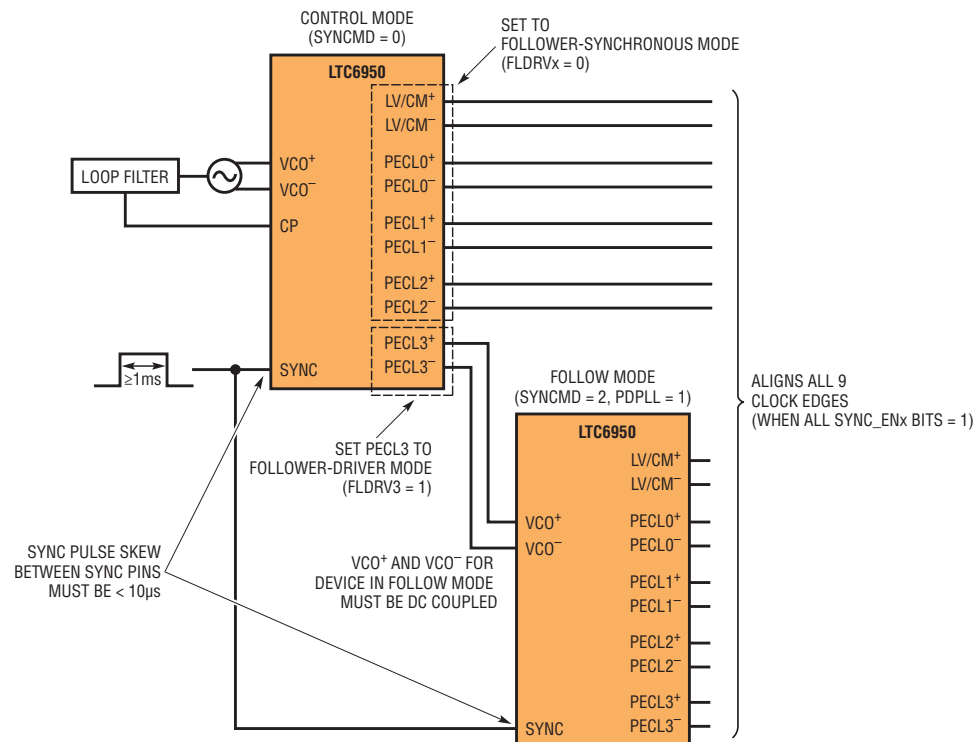 CONTROL MODE
(SYNCMD = 0)
SET TO
FOLLOWER-SYNCHRONOUS MODE
(FLDRVx = 0)
LTC6950
LV/CM+
LV/CM–
PECL0+
PECL0–
PECL1+
PECL1–
PECL2+
PECL2–
PECL3+
PECL3–
VCO+
VCO–
CP
SYNC
LOOP FILTER
≥1ms
SET PECL3 TO
FOLLOWER-DRIVER MODE
(FLDRV3 = 1)
SYNC PULSE SKEW
BETWEEN SYNC PINS
MUST BE < 10µs
FOLLOW MODE
(SYNCMD = 2, PDPLL = 1)
LTC6950
LV/CM+
LV/CM–
PECL0+
PECL0–
PECL1+
PECL1–
PECL2+
PECL2–
PECL3+
PECL3–
VCO+
VCO–
SYNC
VCO+ AND VCO– FOR
DEVICE IN FOLLOW MODE
MUST BE DC COUPLED
ALIGNS ALL 9
CLOCK EDGES
(WHEN ALL SYNC_ENx BITS = 1)